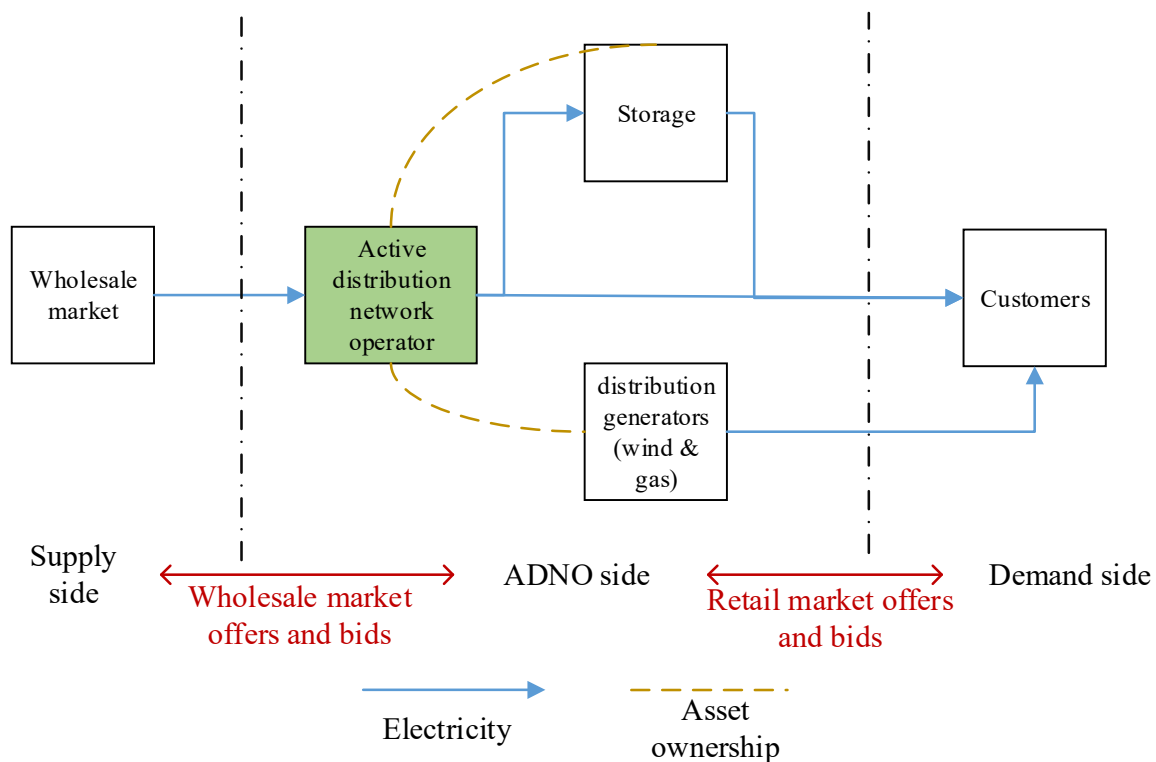 Storage
Wholesale
market
Active
distribution
network
operator
Customers
distribution
generators
(wind &
gas)
Supply
side
Wholesale market
offers and bids
ADNO side
Retail market offers
and bids
Demand side
Electricity
Asset
ownership